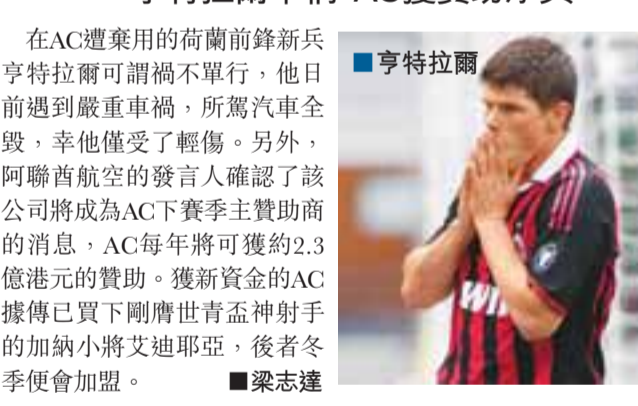 在AC遭棄用的荷蘭前鋒新兵
亨特拉爾可謂禍不單行，他日
前遇到嚴重車禍，所駕汽車全
毀，幸他僅受了輕傷。另外，
阿聯酋航空的發言人確認了該
公司將成為AC下賽季主贊助商
的消息，AC每年將可獲約2.3
億港元的贊助。獲新資金的AC
據傳已買下剛膺世青盃神射手
的加納小將艾迪耶亞，後者冬
季便會加盟。 ■梁志達
■亨特拉爾